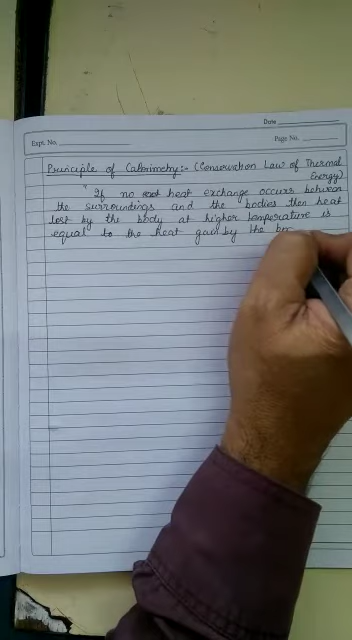 Date
Expt. No.
Page No.
Principle of Calorimetry:- (Conservation Law of Thermal
Energy)
"If no heat exchange occurs between
the surroundings and the bodies then heat
lost by the body at higher temperature is
equal to the heat gain by the